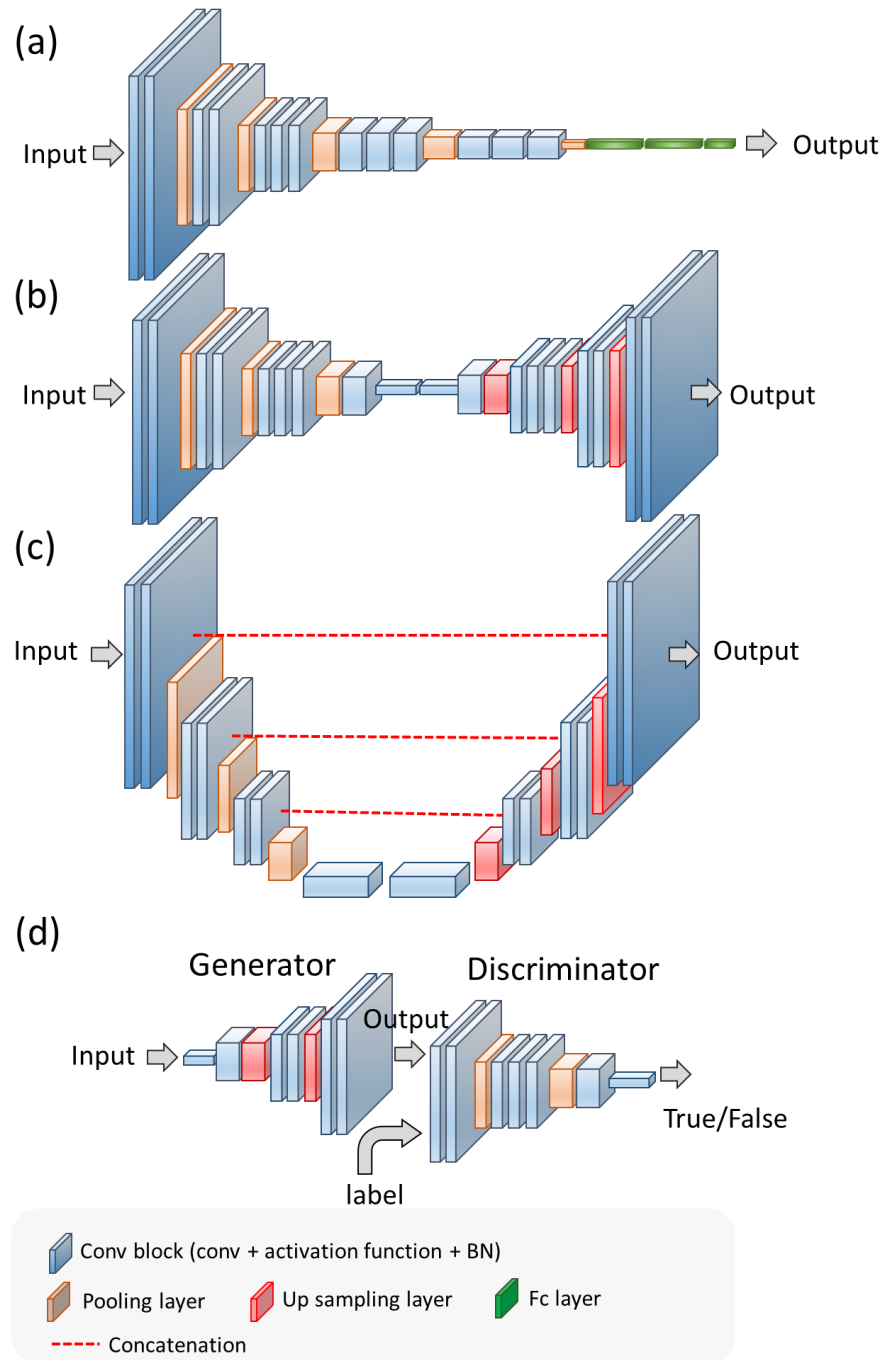 (a)
Input
Output
(b)
Input
Output
(c)
Input
Output
(d)
Generator
Discriminator
Output
Input
True/False
label
Conv block (conv + activation function + BN)
Pooling layer
Up sampling layer
Fc layer
Concatenation